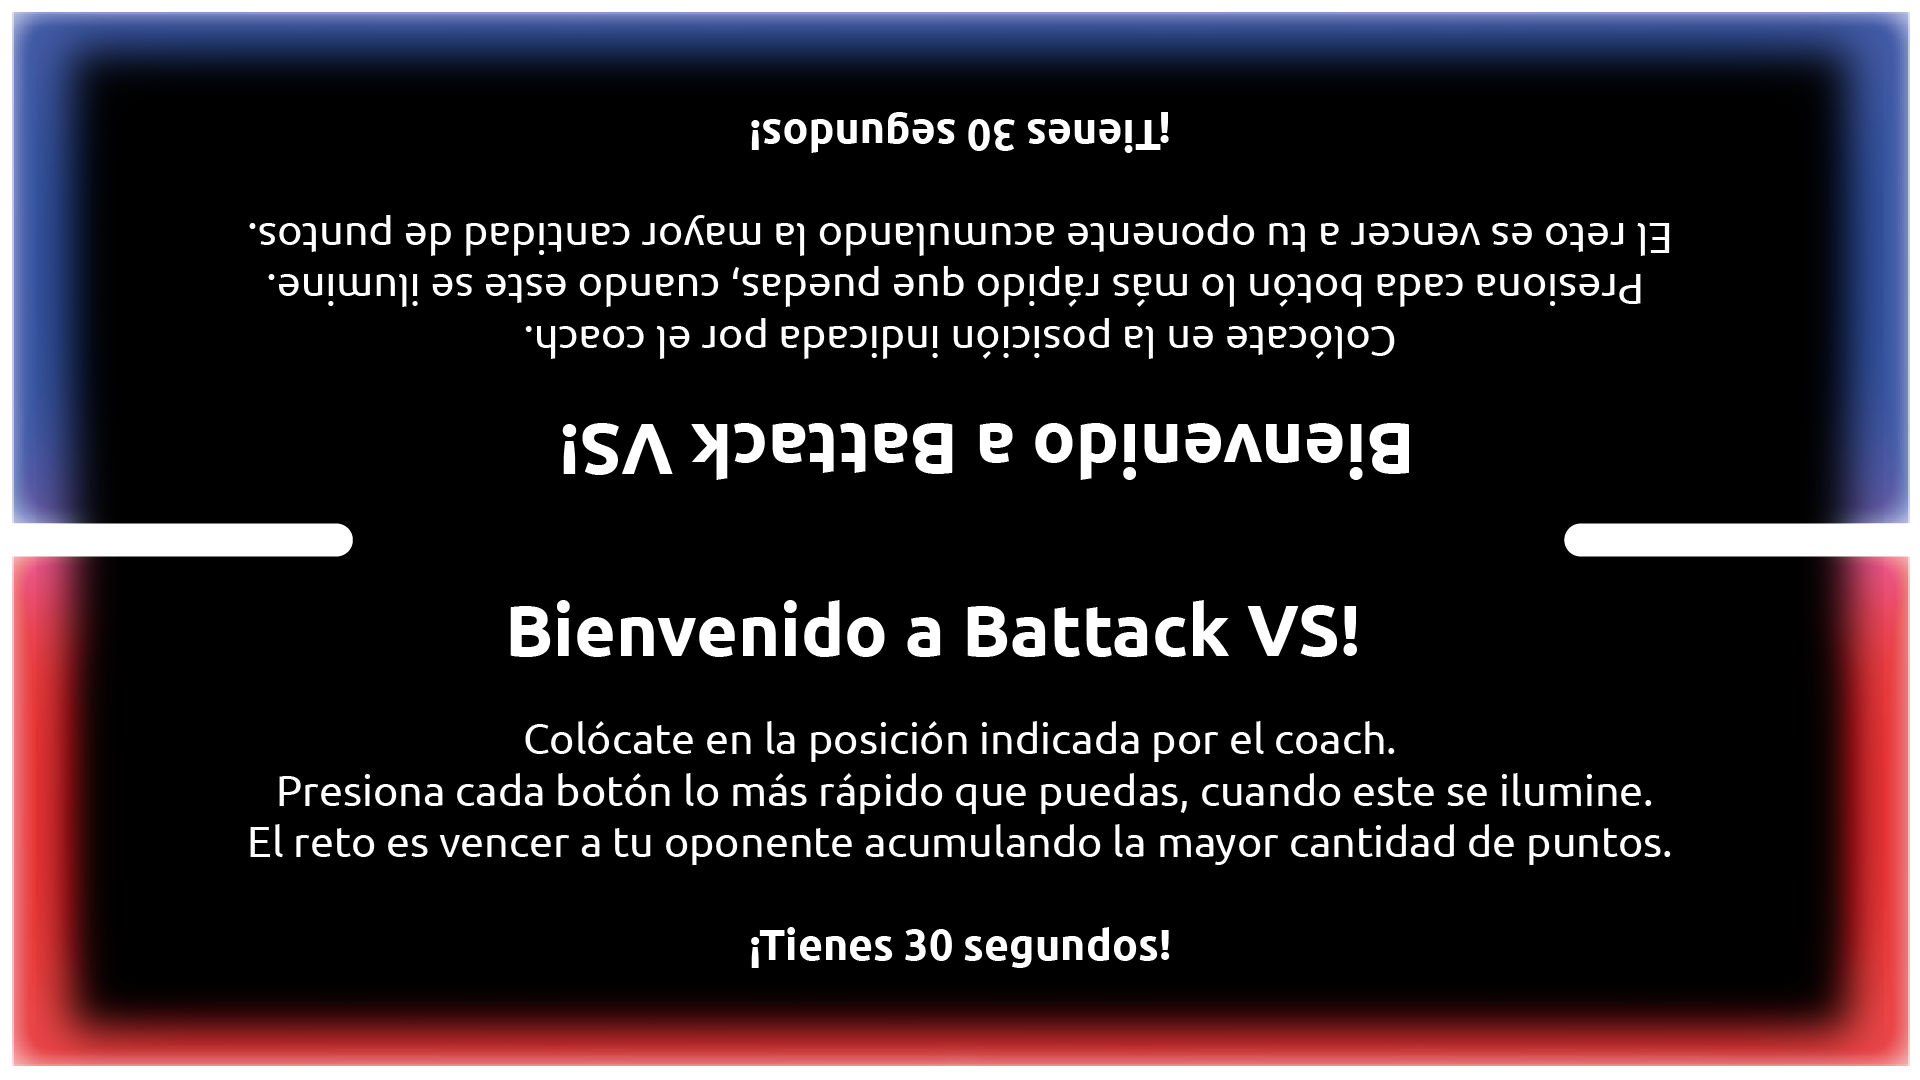 ¡Tienes 30 segundos!
El reto es vencer a tu oponente acumulando la mayor cantidad de puntos.
Presiona cada botón lo más rápido que puedas, cuando este se ilumine.
Colócate en la posición indicada por el coach.
Bienvenido a Battack VS!
Bienvenido a Battack VS!
Colócate en la posición indicada por el coach.
Presiona cada botón lo más rápido que puedas, cuando este se ilumine.
El reto es vencer a tu oponente acumulando la mayor cantidad de puntos.
¡Tienes 30 segundos!